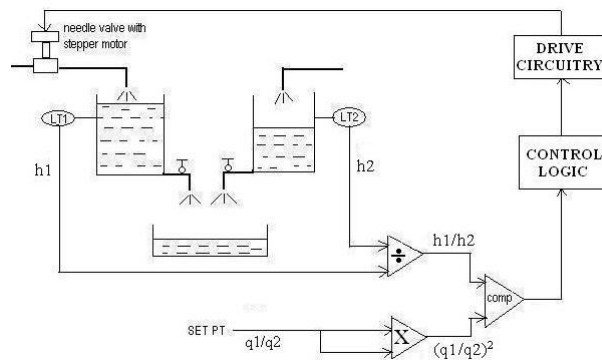 needle valve with
stepper motor
DRIVE
CIRCUITRY
LT1
LT2
h1
h2
CONTROL
LOGIC
÷
h1/h2
comp
SET PT
q1/q2
X
(q1/q2)²